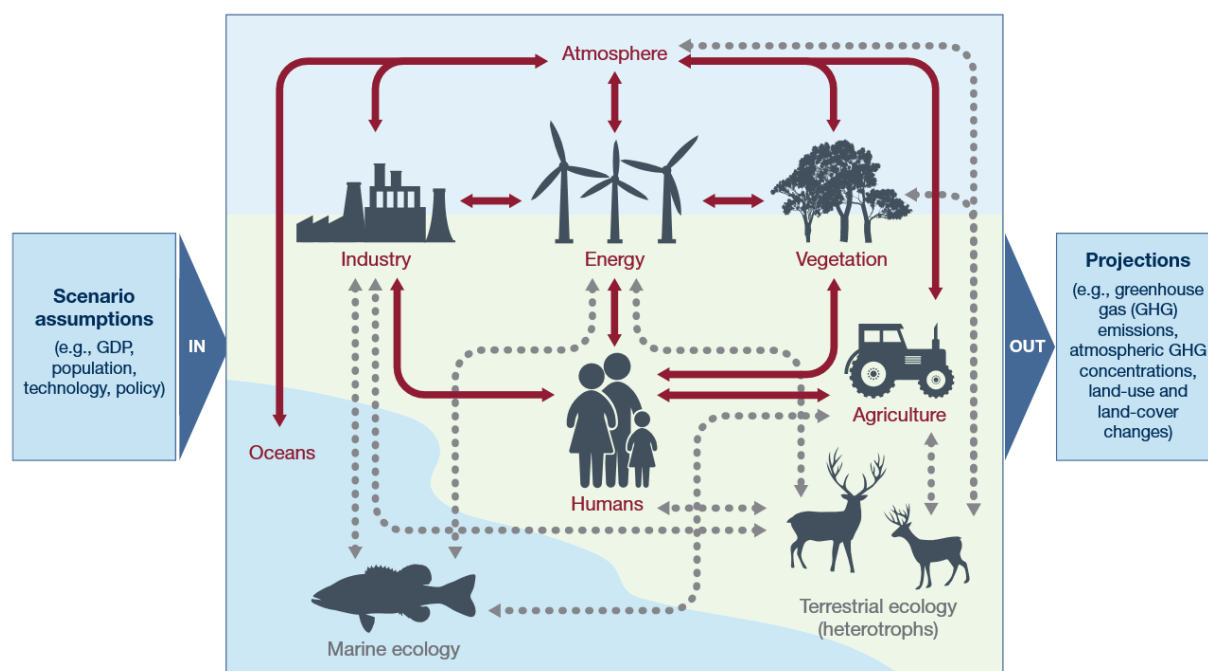 Atmosphere
Industry
Energy
Vegetation
Scenario
assumptions
(e.g., GDP,
population,
technology, policy)
IN
OUT
Projections
(e.g., greenhouse
gas (GHG)
emissions,
atmospheric GHG
concentrations,
land-use and
land-cover
changes)
Agriculture
Oceans
Humans
Terrestrial ecology
(heterotrophs)
Marine ecology